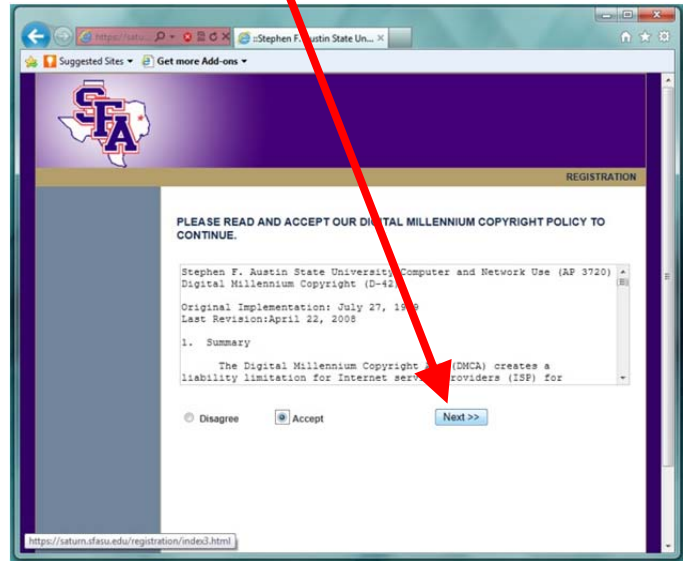 https://satu...
::Stephen F. Austin State Un...
Suggested Sites
Get more Add-ons
SFA
REGISTRATION
PLEASE READ AND ACCEPT OUR DIGITAL MILLENNIUM COPYRIGHT POLICY TO
CONTINUE.
Stephen F. Austin State University Computer and Network Use (AP 3720)
Digital Millennium Copyright (D-42)
Original Implementation: July 27,
Last Revision:April 22, 2008
1. Summary
The Digital Millennium Copyright (DMCA) creates a
liability limitation for Internet service providers (ISP) for
Disagree
Accept
Next >>
https://saturn.sfasu.edu/registration/index3.html